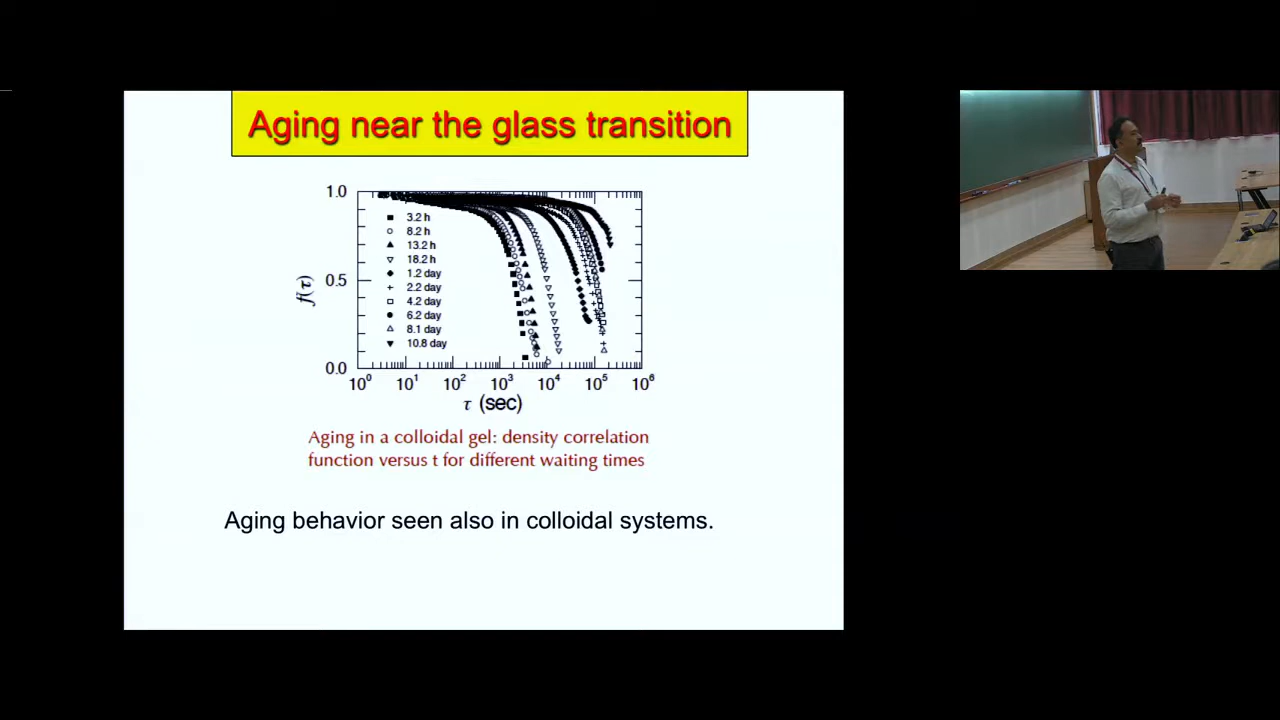 Aging near the glass transition
1.0
0.5
0.0
f(τ)
3.2 h
8.2 h
13.2 h
18.2 h
1.2 day
2.2 day
4.2 day
6.2 day
8.1 day
10.8 day
10⁰ 10¹ 10² 10³ 10⁴ 10⁵ 10⁶
τ (sec)
Aging in a colloidal gel: density correlation
function versus t for different waiting times
Aging behavior seen also in colloidal systems.